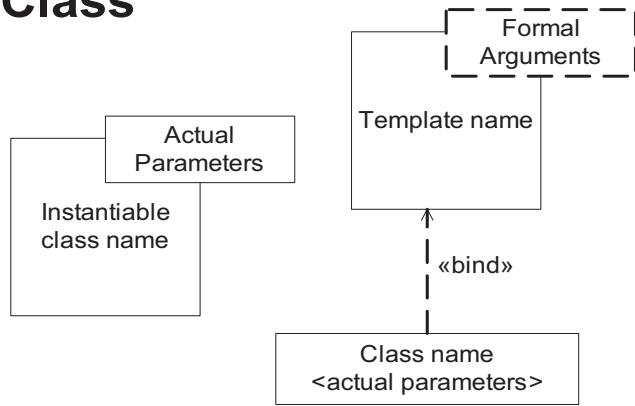 Class
Formal
Arguments
Template name
Actual
Parameters
Instantiable
class name
«bind»
Class name
<actual parameters>